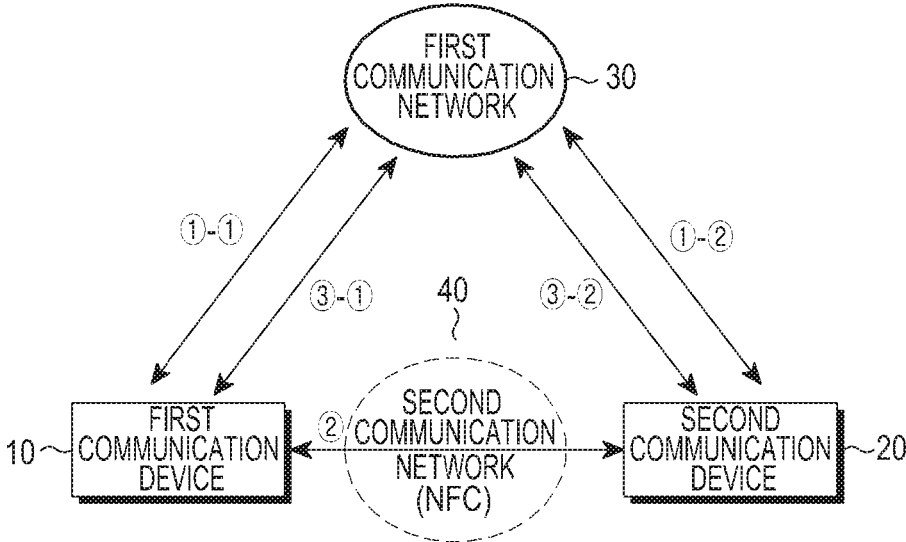 FIRST
COMMUNICATION
NETWORK
30
①-①
①-②
③-①
③-②
40
10
FIRST
COMMUNICATION
DEVICE
②
SECOND
COMMUNICATION
NETWORK
(NFC)
SECOND
COMMUNICATION
DEVICE
20